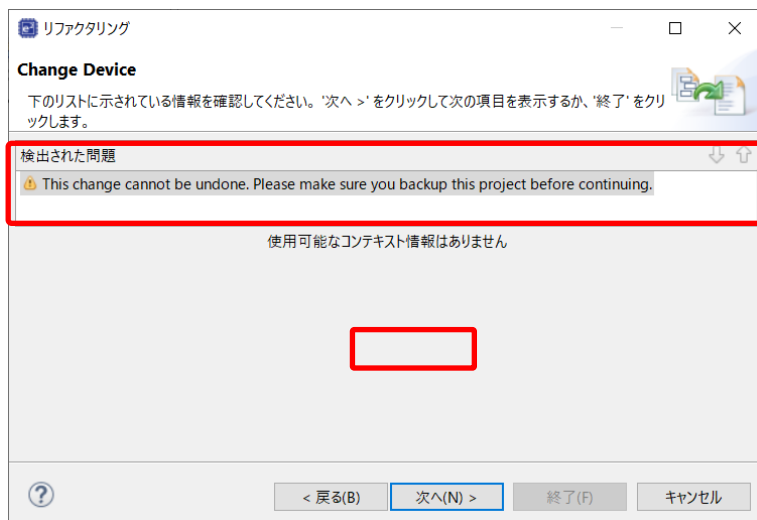 リファクタリング
Change Device
下のリストに示されている情報を確認してください。'次へ >' をクリックして次の項目を表示するか、'終了' をクリ
ックします。
検出された問題
This change cannot be undone. Please make sure you backup this project before continuing.
使用可能なコンテキスト情報はありません
< 戻る(B) 次へ(N) > 終了(F) キャンセル